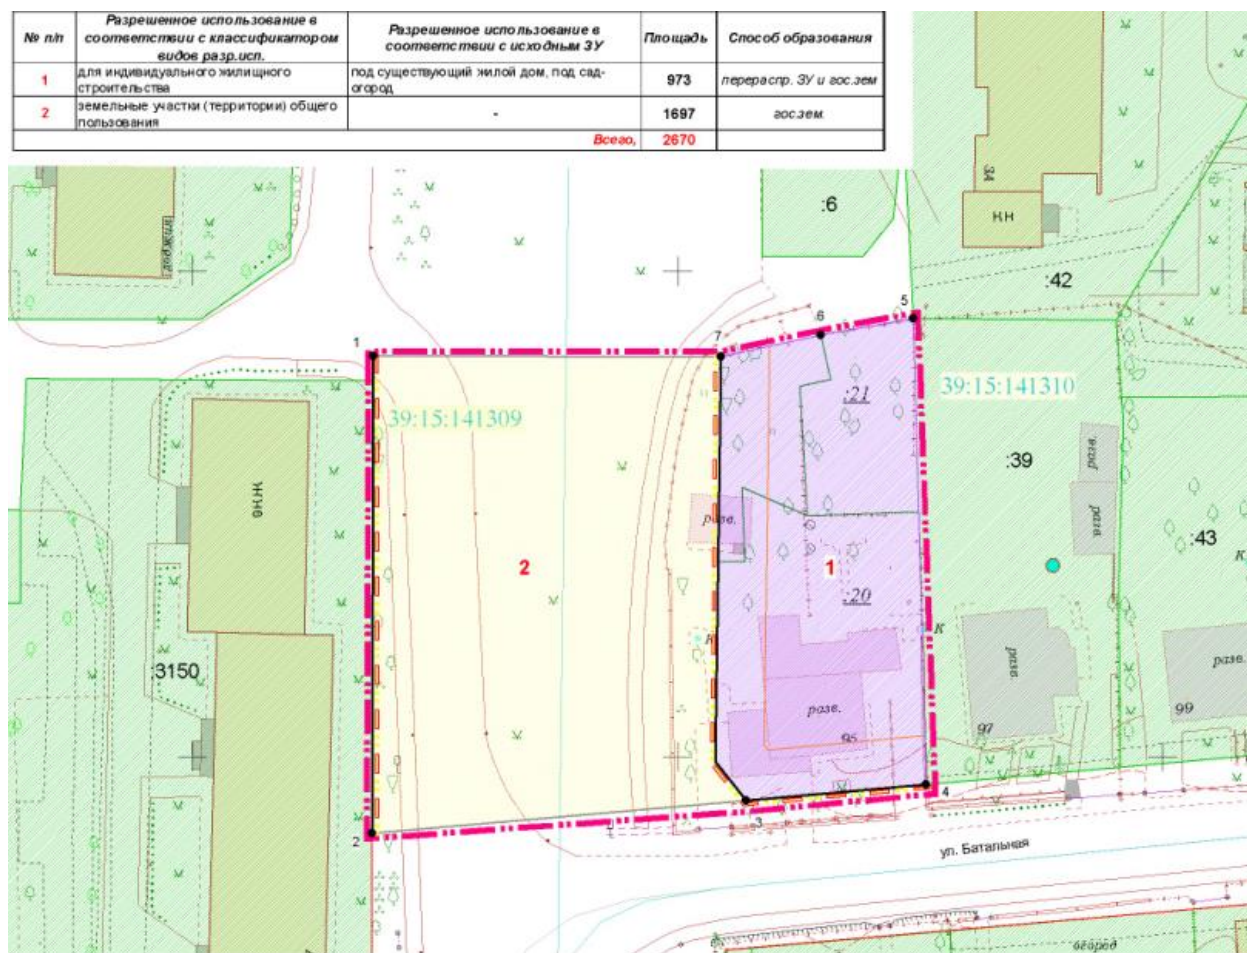 № п/п
Разрешенное использование в соответствии с классификатором видов разр.исп.
Разрешенное использование в соответствии с исходным ЗУ
Площадь
Способ образования
1
для индивидуального жилищного строительства
под существующий жилой дом, под сад-огород
973
перераспр. ЗУ и гос.зем
2
земельные участки (территории) общего пользования
-
1697
гос.зем.
Всего,
2670
:6
3Д
КН
:42
5
6
7
1
39:15:141309
:21
39:15:141310
:39
разв.
разв.
:43
К
разв.
2
1
:20
К
К
:3150
разв.
разв.
95
97
разв.
99
4
3
2
ул. Батальная
огород